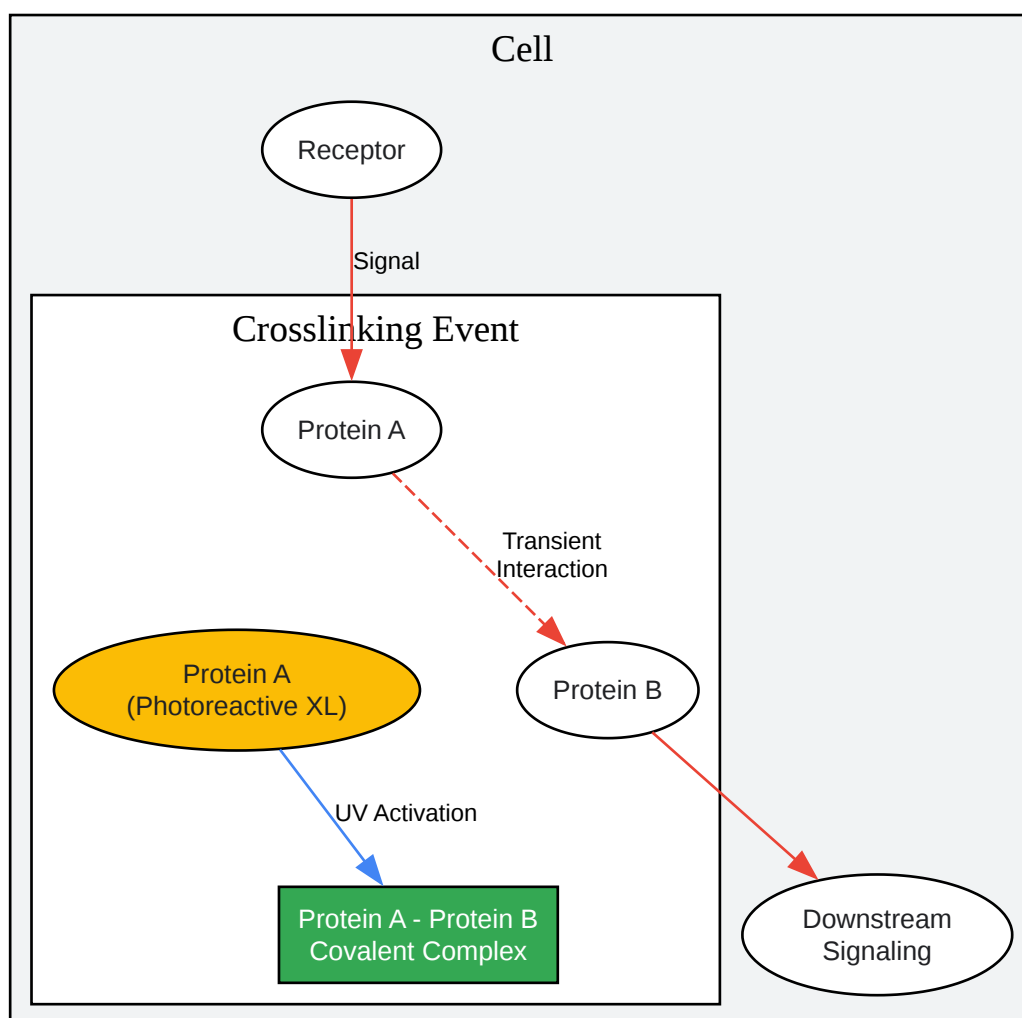 Cell
Receptor
Signal
Crosslinking Event
Protein A
Transient
Interaction
Protein A
(Photoreactive XL)
Protein B
UV Activation
Protein A - Protein B
Covalent Complex
Downstream
Signaling